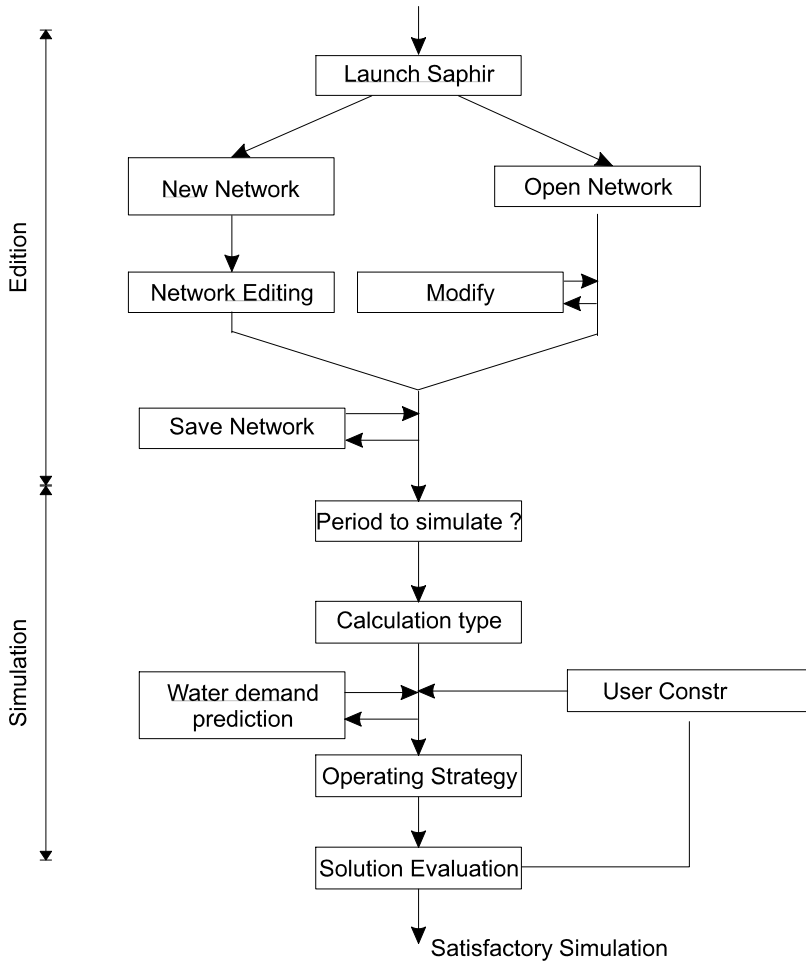 Launch Saphir
New Network
Open Network
Edition
Network Editing
Modify
Save Network
Period to simulate ?
Calculation type
Simulation
Water demand
prediction
User Constr
Operating Strategy
Solution Evaluation
Satisfactory Simulation